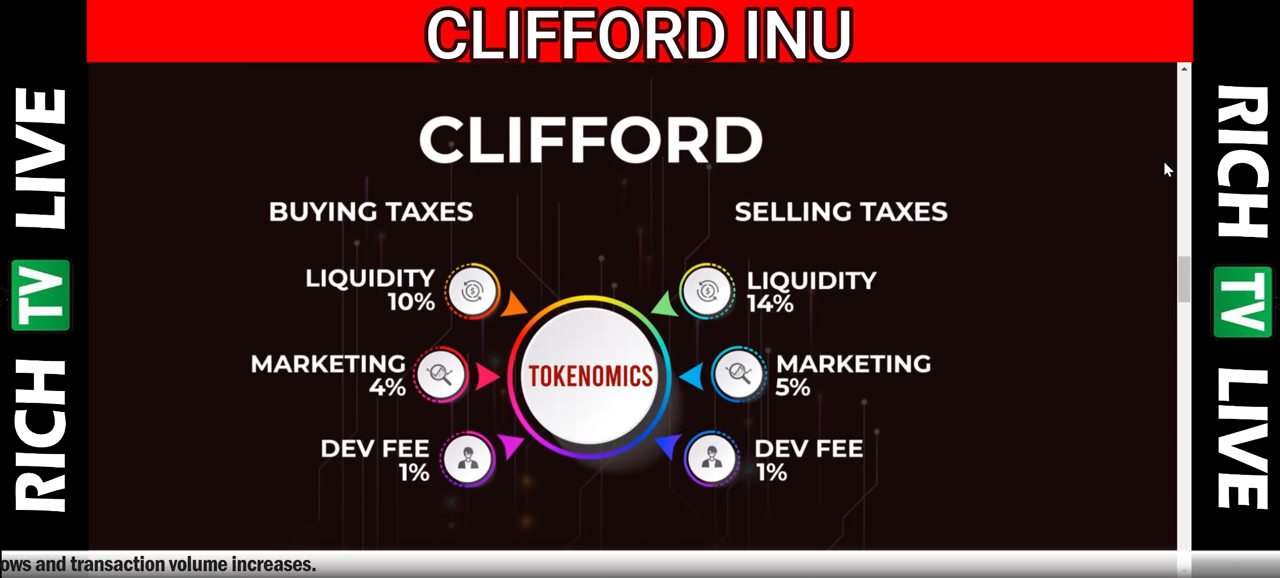 CLIFFORD INU
RICH TV LIVE
CLIFFORD
BUYING TAXES
SELLING TAXES
LIQUIDITY
10%
LIQUIDITY
14%
MARKETING
4%
TOKENOMICS
MARKETING
5%
DEV FEE
1%
DEV FEE
1%
RICH TV LIVE
ows and transaction volume increases.